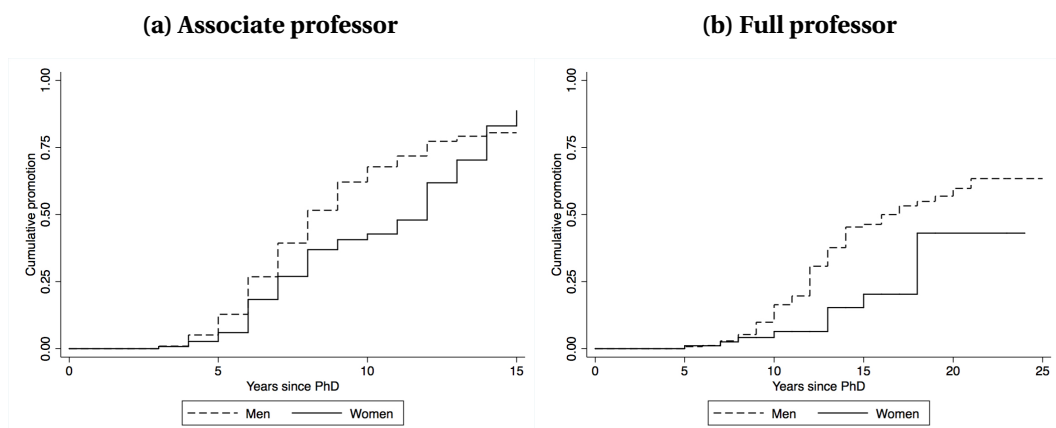 (a) Associate professor
Cumulative promotion
1.00
0.75
0.50
0.25
0.00
0 5 10 15
Years since PhD
Men Women
(b) Full professor
Cumulative promotion
1.00
0.75
0.50
0.25
0.00
0 5 10 15 20 25
Years since PhD
Men Women